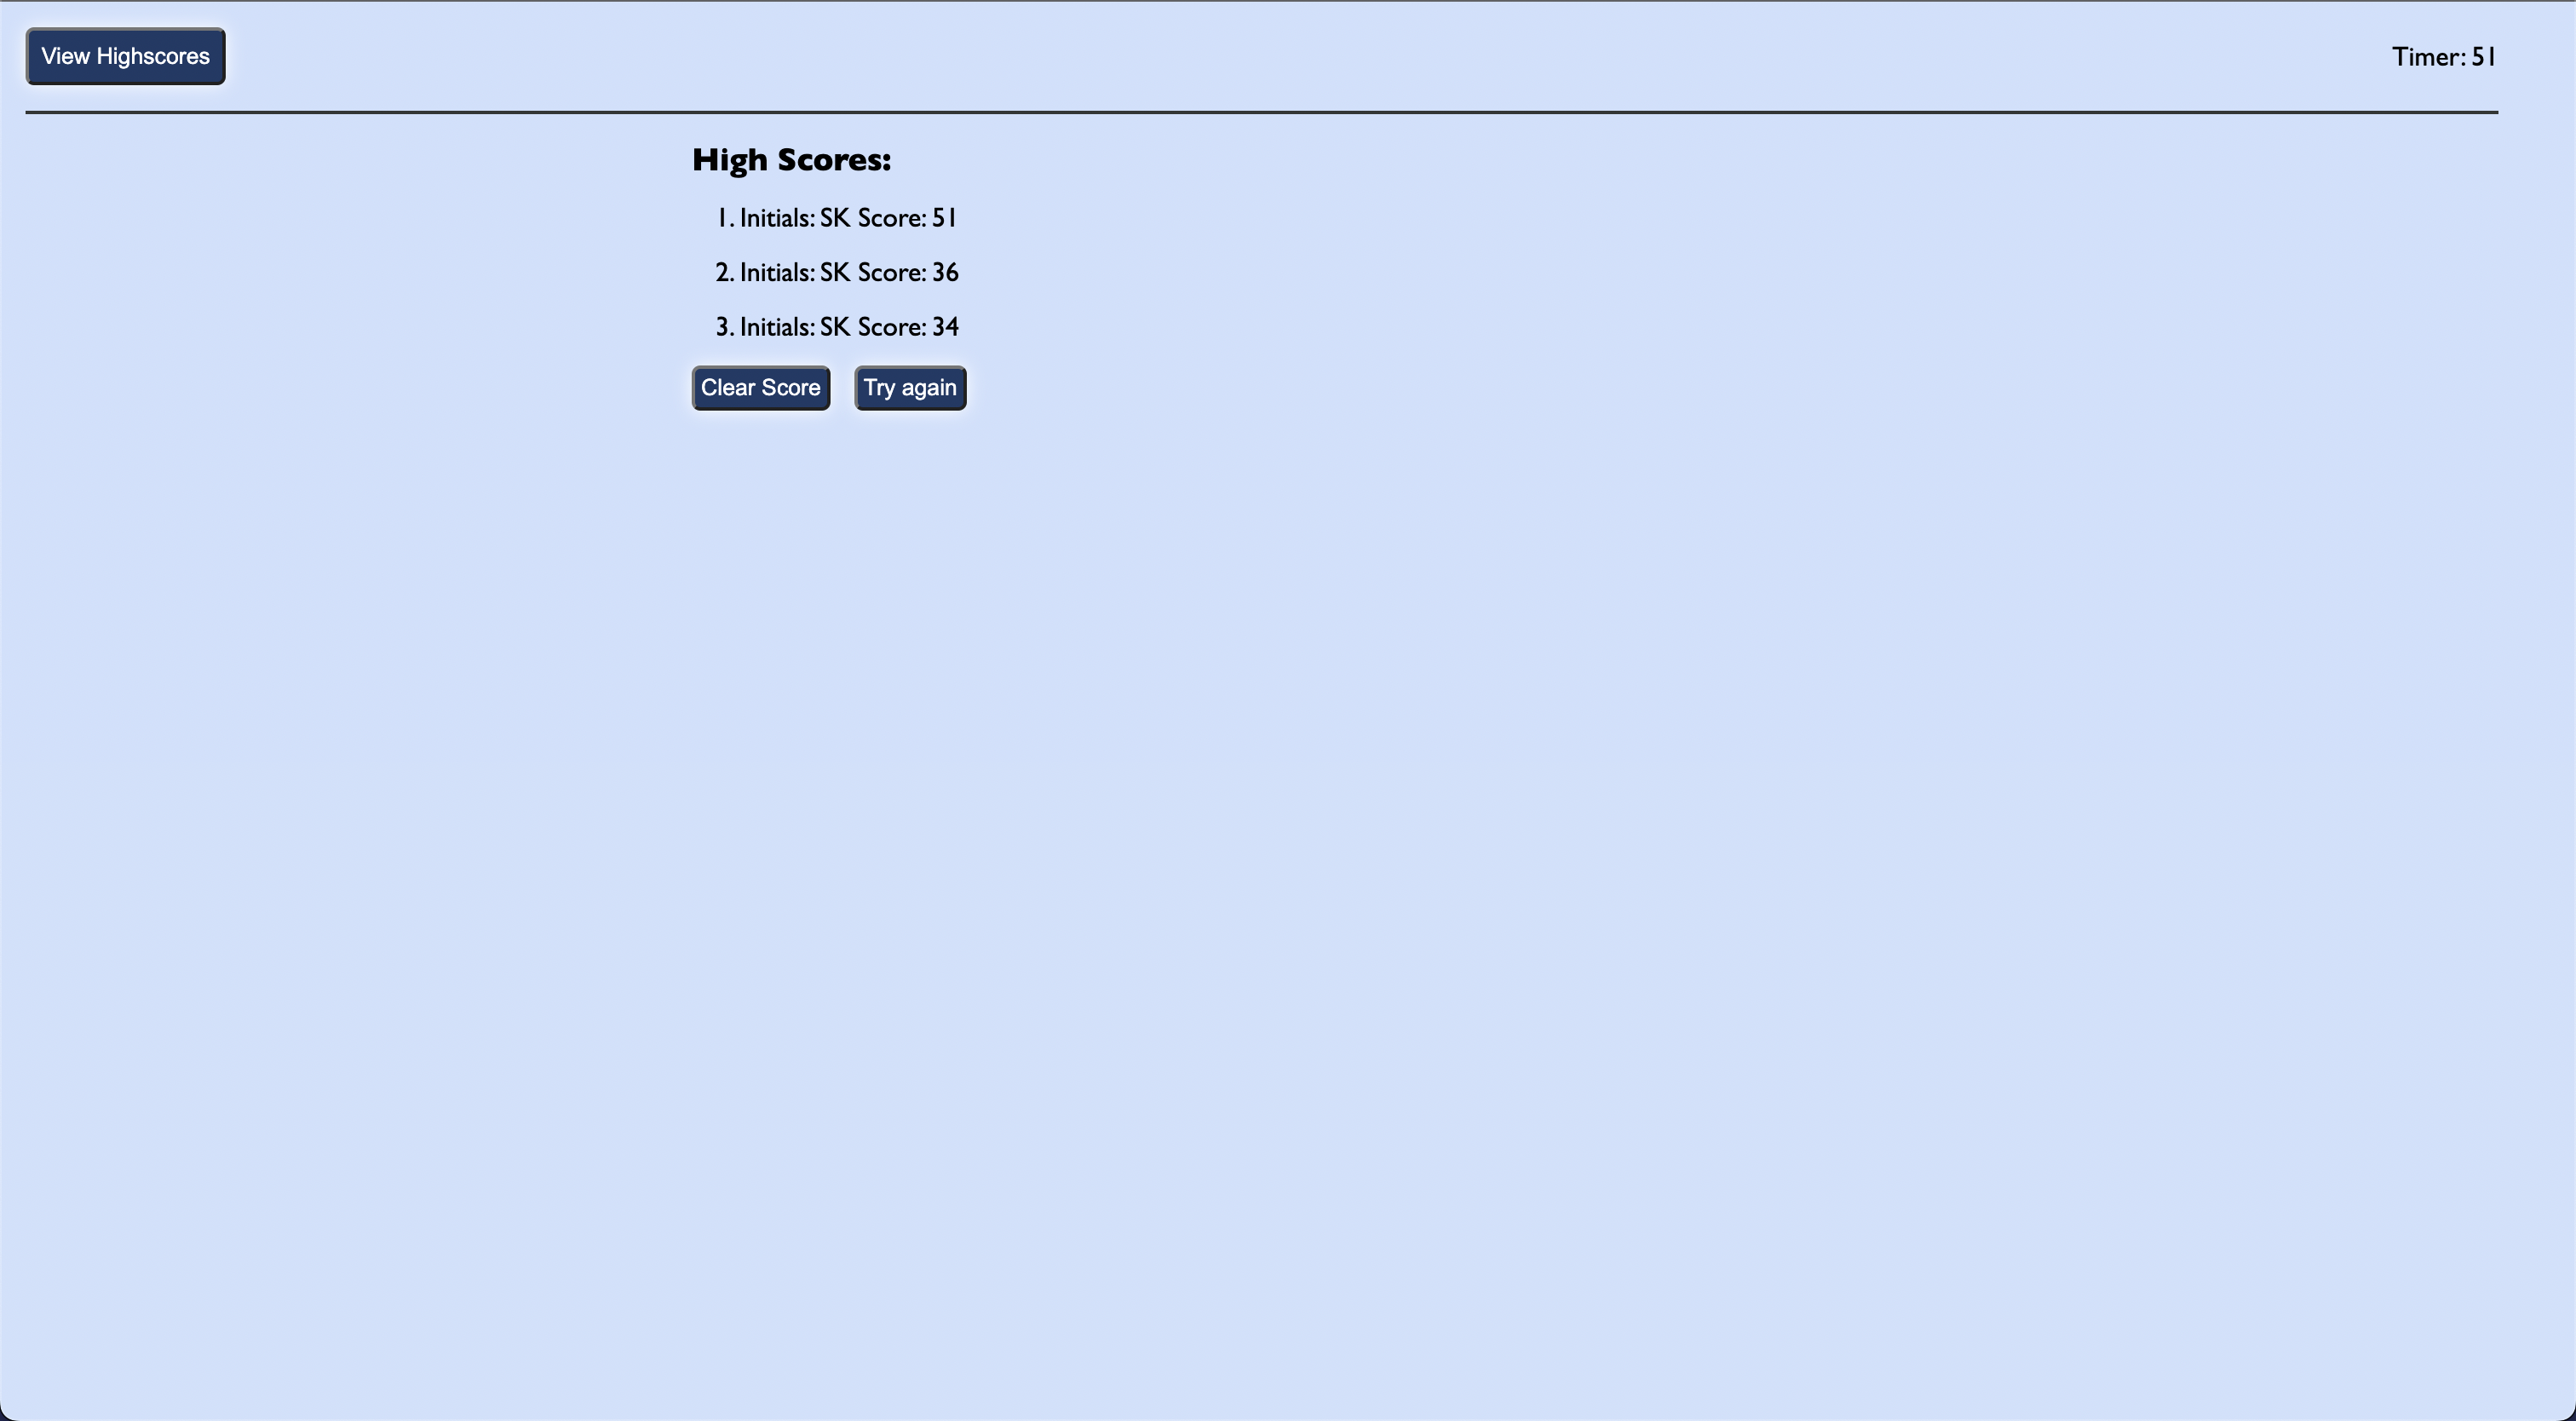 View Highscores
Timer: 51
High Scores:
1. Initials: SK Score: 51
2. Initials: SK Score: 36
3. Initials: SK Score: 34
Clear Score
Try again